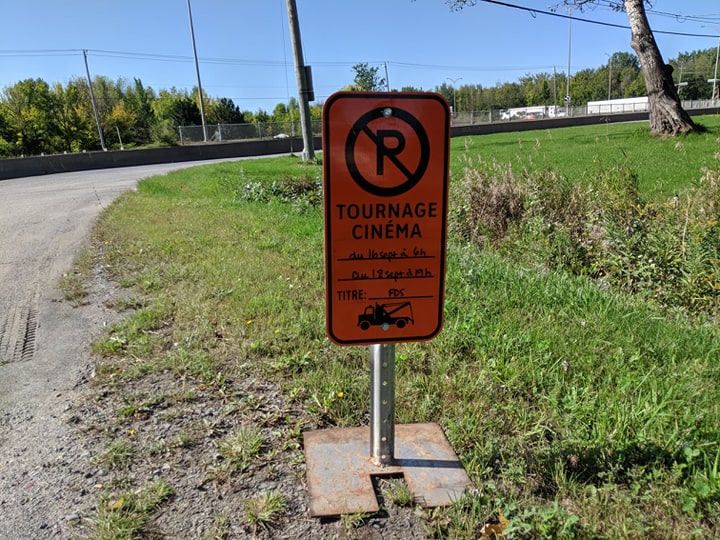 P
TOURNAGE
CINÉMA
du 16 sept à 6h
au 18 sept à 19h
TITRE: FDS